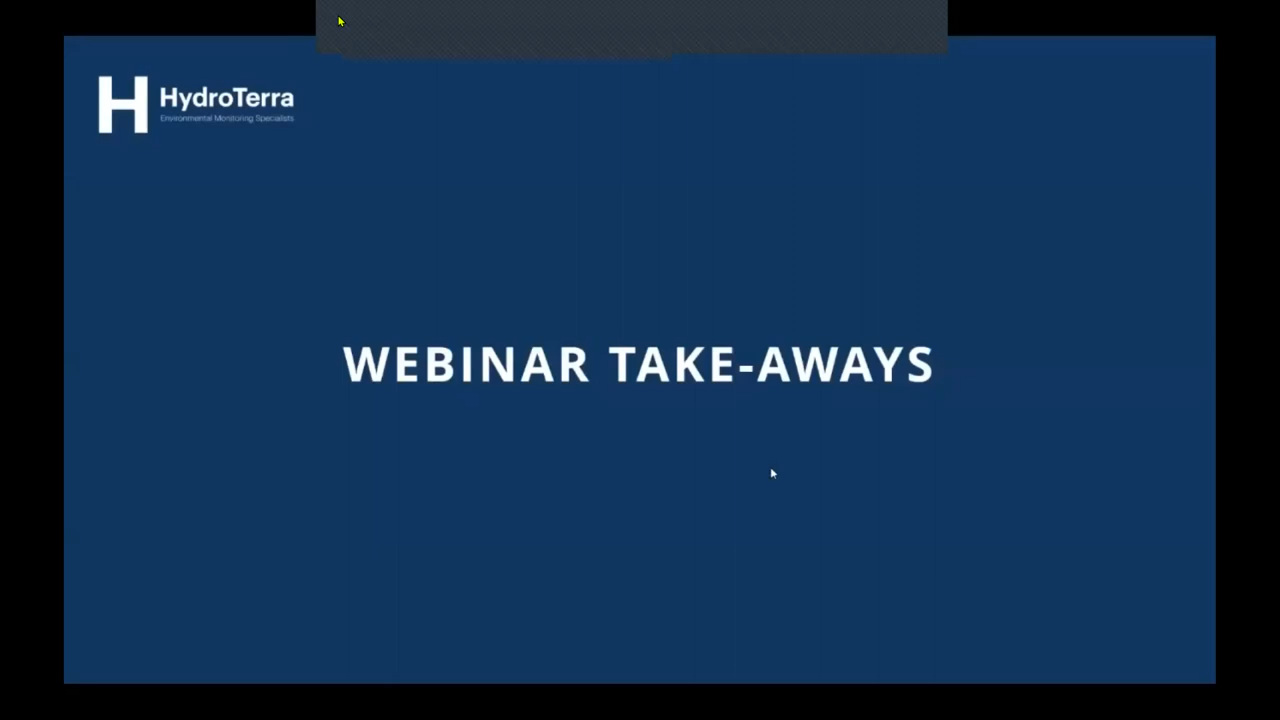 HydroTerra
Environmental Monitoring Specialists
WEBINAR TAKE-AWAYS